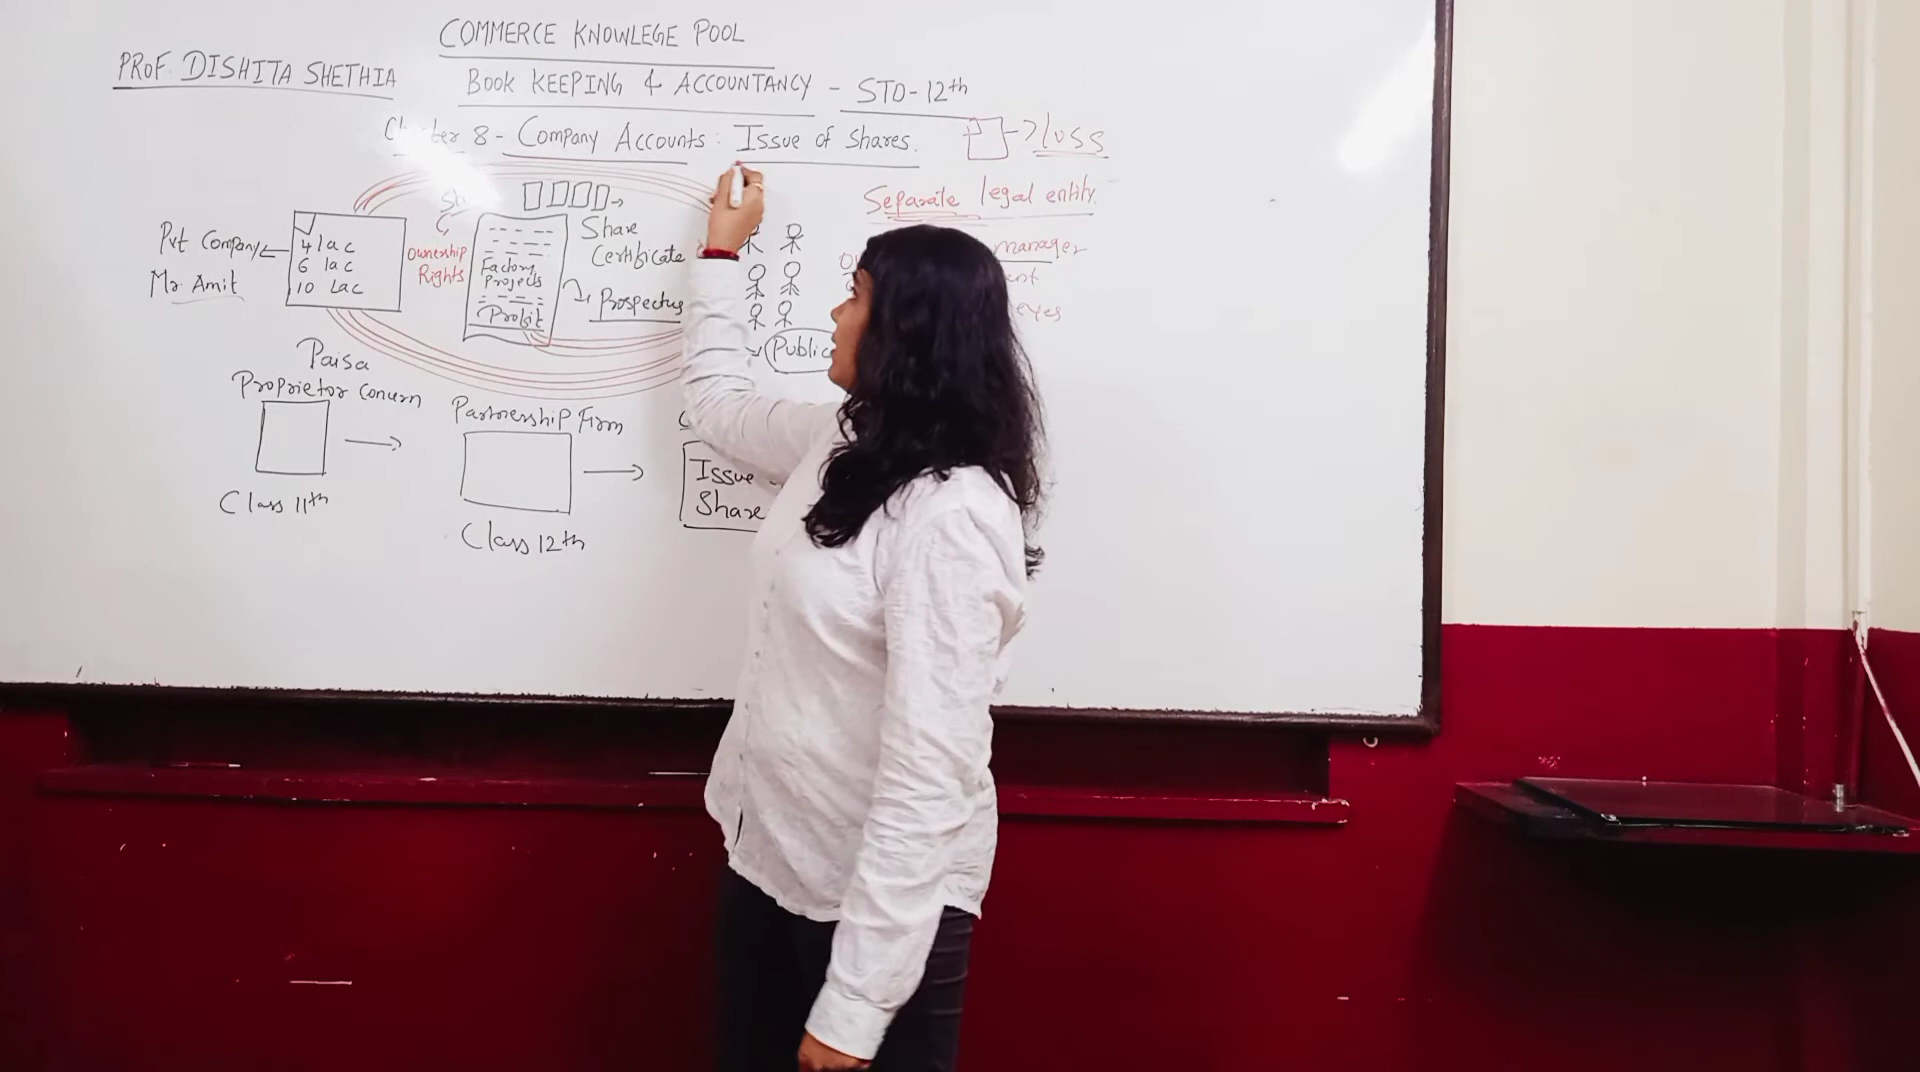 COMMERCE KNOWLEGE POOL
PROF. DISHITA SHETHIA
BOOK KEEPING & ACCOUNTANCY - STD-12th
8 - Company Accounts : Issue of Shares.
→ loss
Separate legal entity.
Pvt Company
Mr. Amit
4 lac
6 lac
10 Lac
Ownership
Rights
Factory
Projects
Profit
Share
Certificate
Prospectus
Public
manager
Paisa
Proprietor Concern
→
Class 11th
Partnership Firm
→
Class 12th
Issue
Share